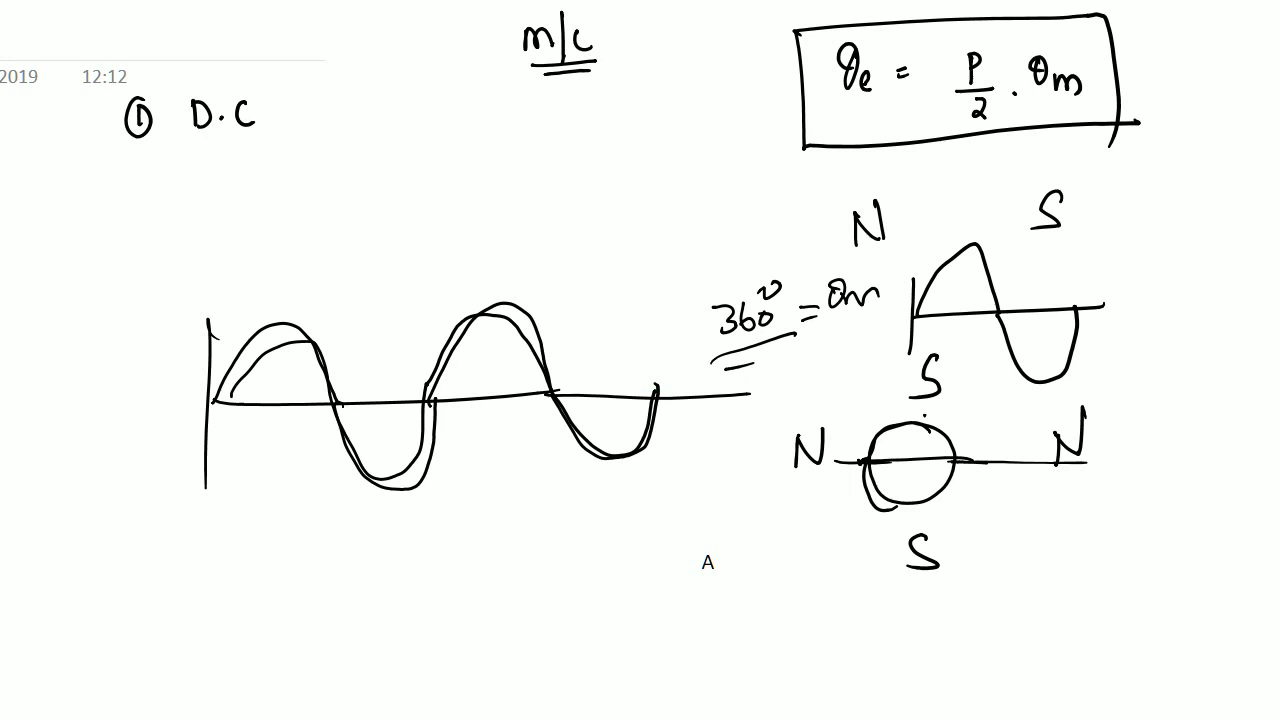 m/c
θe = P/2 . θm
2019 12:12
① D.C
N S
360° = θm
S
N N
S
A